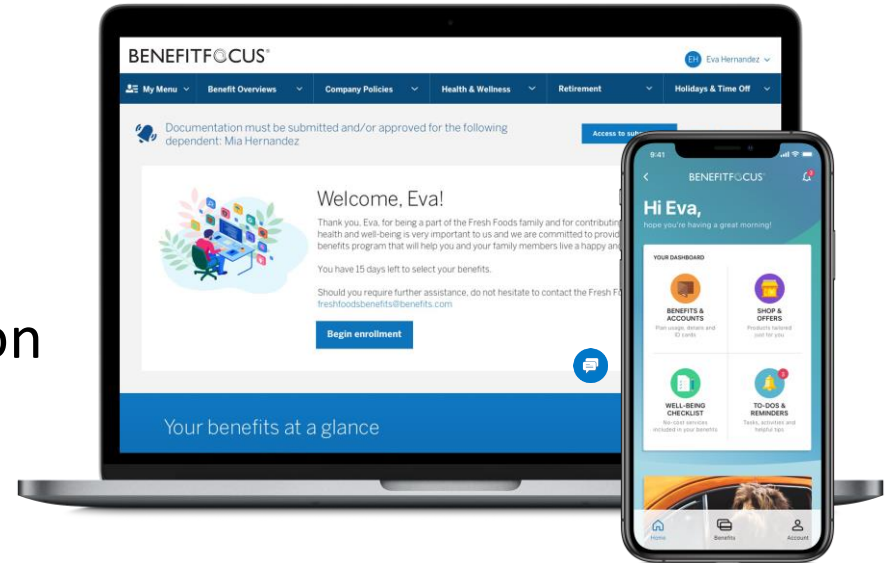 on
BENEFITFOCUS®
EH Eva Hernandez
My Menu Benefit Overviews Company Policies Health & Wellness Retirement Holidays & Time Off
Documentation must be submitted and/or approved for the following
dependent: Mia Hernandez
Access to
Welcome, Eva!
Thank you, Eva, for being a part of the Fresh Foods family and for contributing
health and well-being is very important to us and we are committed to
benefits program that will help you and your family members live a happy
You have 15 days left to select your benefits.
Should you require further assistance, do not hesitate to contact the Fresh
freshfoodsbenefits@benefits.com
Begin enrollment
Your benefits at a glance
9:41
BENEFITFOCUS
Hi Eva,
hope you're having a great morning!
YOUR DASHBOARD
BENEFITS &
ACCOUNTS
Plan usage, details and
ID cards
SHOP &
OFFERS
Products tailored
just for you
WELL-BEING
CHECKLIST
No-cost services
included in your benefits
3
TO-DOS &
REMINDERS
Tasks, activities and
helpful tips
Home Benefits Account